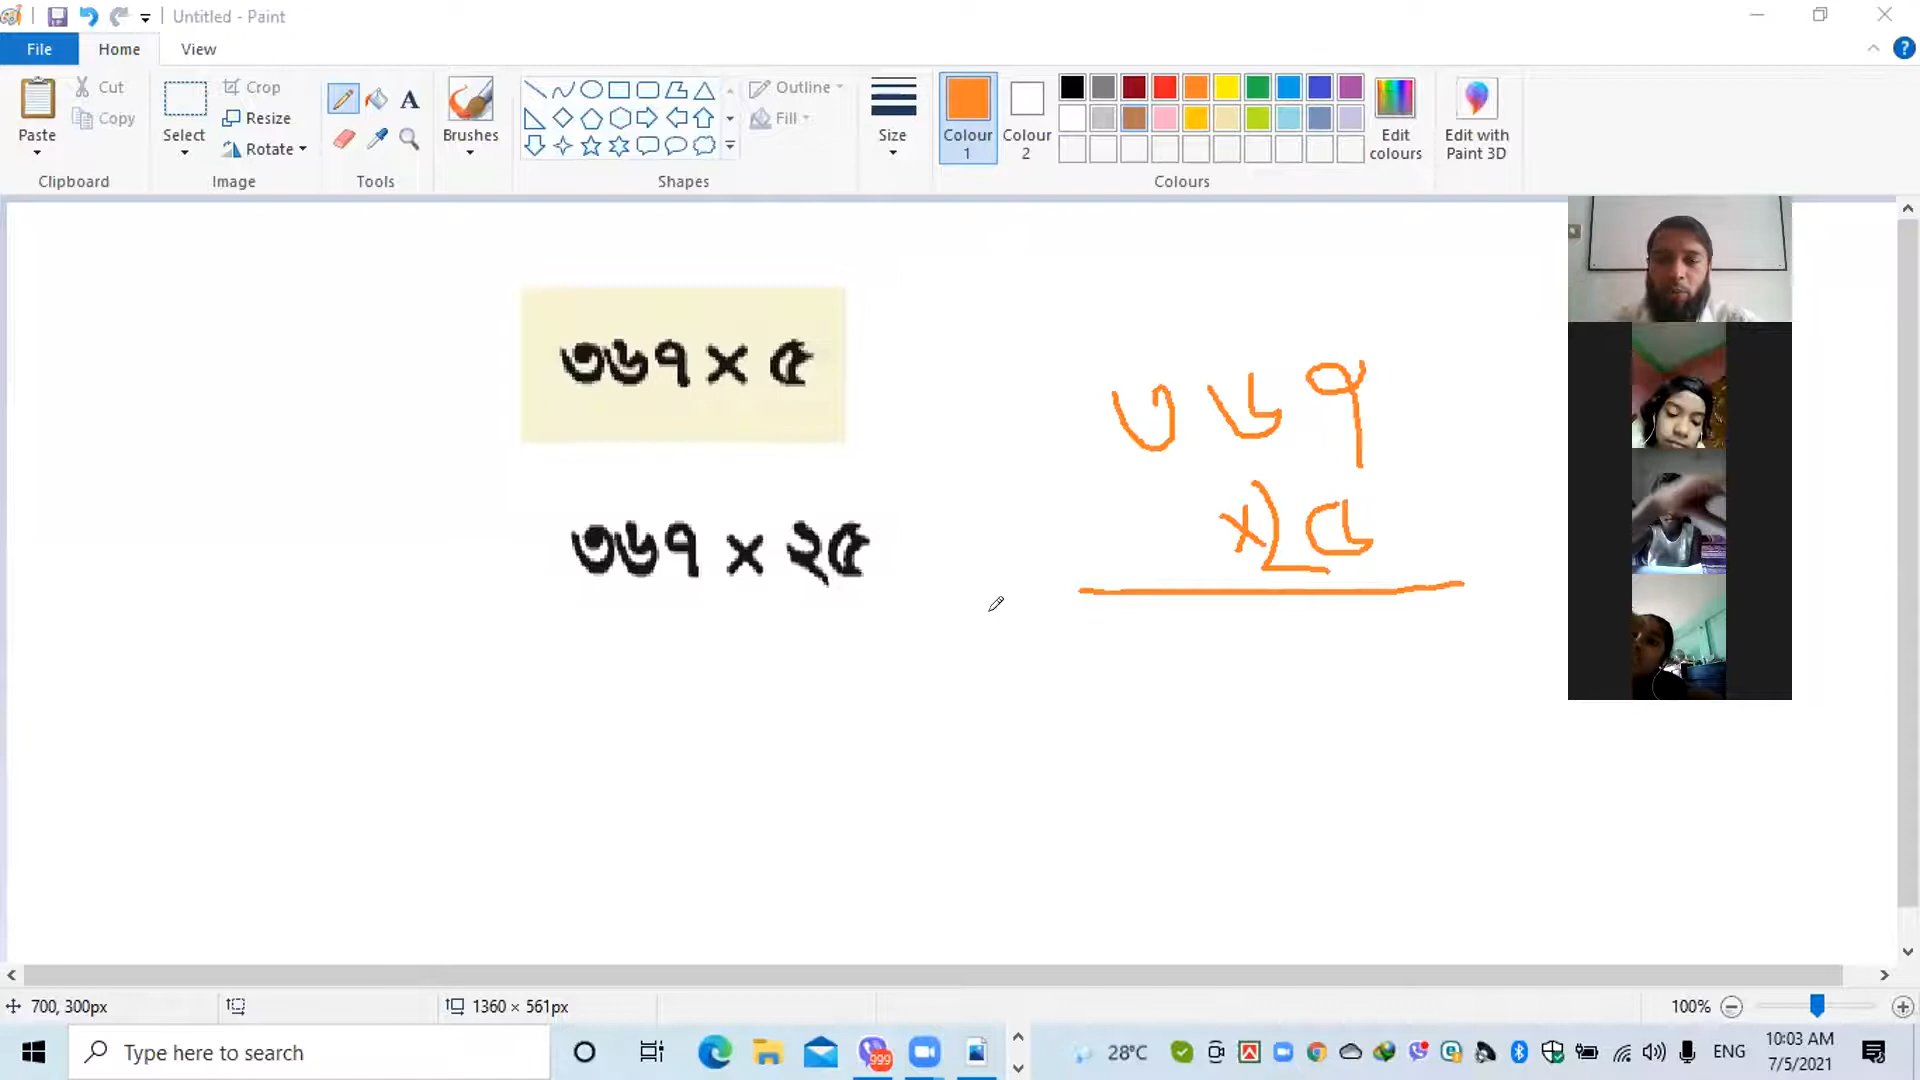 Untitled - Paint
File Home View
Paste Cut Copy Select Crop Resize Rotate Brushes Outline Fill Size Colour 1 Colour 2 Edit colours Edit with Paint 3D
Clipboard Image Tools Shapes Colours
৩৬৭ × ৫
৩৬৭ × ২৫
৩৬৭
×২৫
700, 300px 1360 × 561px 100%
Type here to search 999 28°C ENG 10:03 AM 7/5/2021